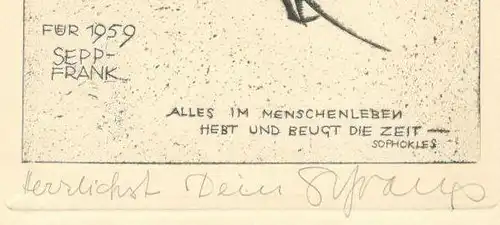 FÜR 1959
SEPP-
FRANK
ALLES IM MENSCHENLEBEN
HEBT UND BEUGT DIE ZEIT —
SOPHOKLES
Herzlichst Dein